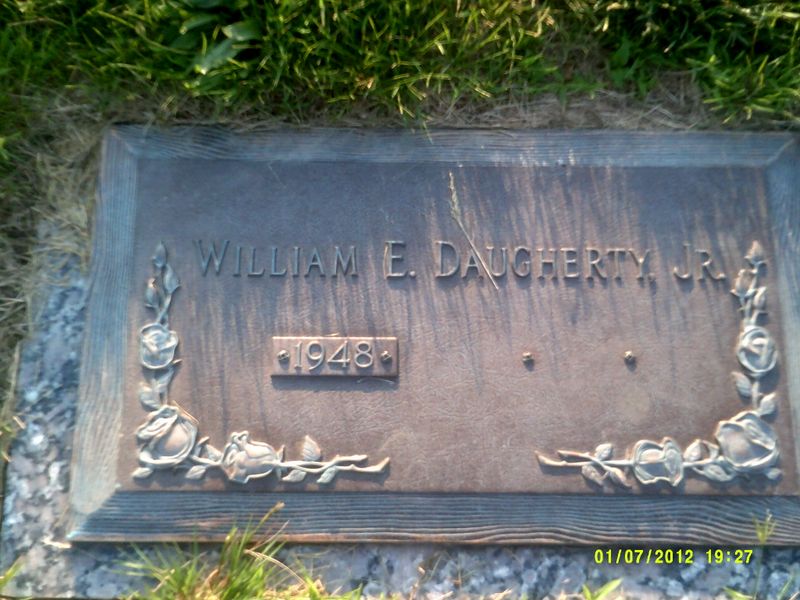 WILLIAM E. DAUGHERTY, JR.
1948
01/07/2012 19:27